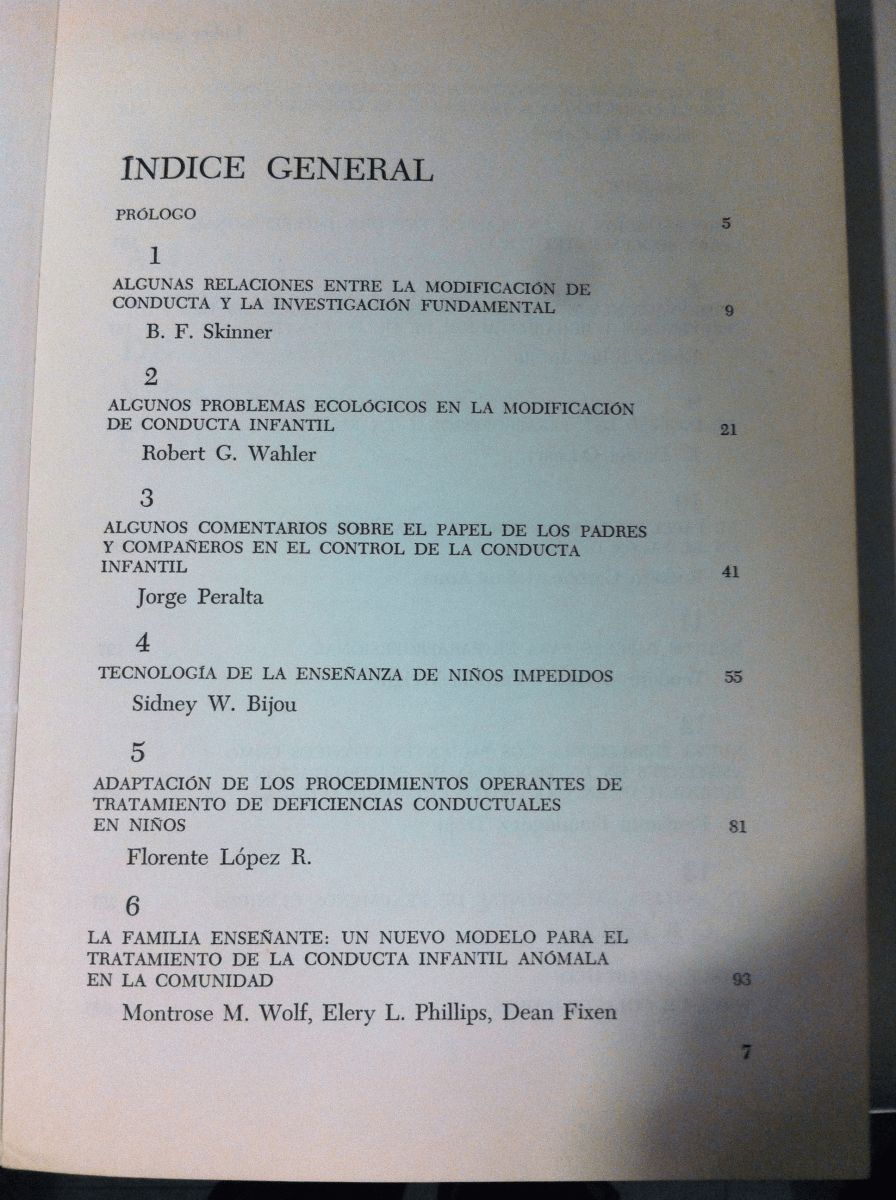 ÍNDICE GENERAL
PRÓLOGO 5
1
ALGUNAS RELACIONES ENTRE LA MODIFICACIÓN DE
CONDUCTA Y LA INVESTIGACIÓN FUNDAMENTAL 9
B. F. Skinner
2
ALGUNOS PROBLEMAS ECOLÓGICOS EN LA MODIFICACIÓN
DE CONDUCTA INFANTIL 21
Robert G. Wahler
3
ALGUNOS COMENTARIOS SOBRE EL PAPEL DE LOS PADRES
Y COMPAÑEROS EN EL CONTROL DE LA CONDUCTA
INFANTIL 41
Jorge Peralta
4
TECNOLOGÍA DE LA ENSEÑANZA DE NIÑOS IMPEDIDOS 55
Sidney W. Bijou
5
ADAPTACIÓN DE LOS PROCEDIMIENTOS OPERANTES DE
TRATAMIENTO DE DEFICIENCIAS CONDUCTUALES
EN NIÑOS 81
Florente López R.
6
LA FAMILIA ENSEÑANTE: UN NUEVO MODELO PARA EL
TRATAMIENTO DE LA CONDUCTA INFANTIL ANÓMALA
EN LA COMUNIDAD 93
Montrose M. Wolf, Elery L. Phillips, Dean Fixen
7